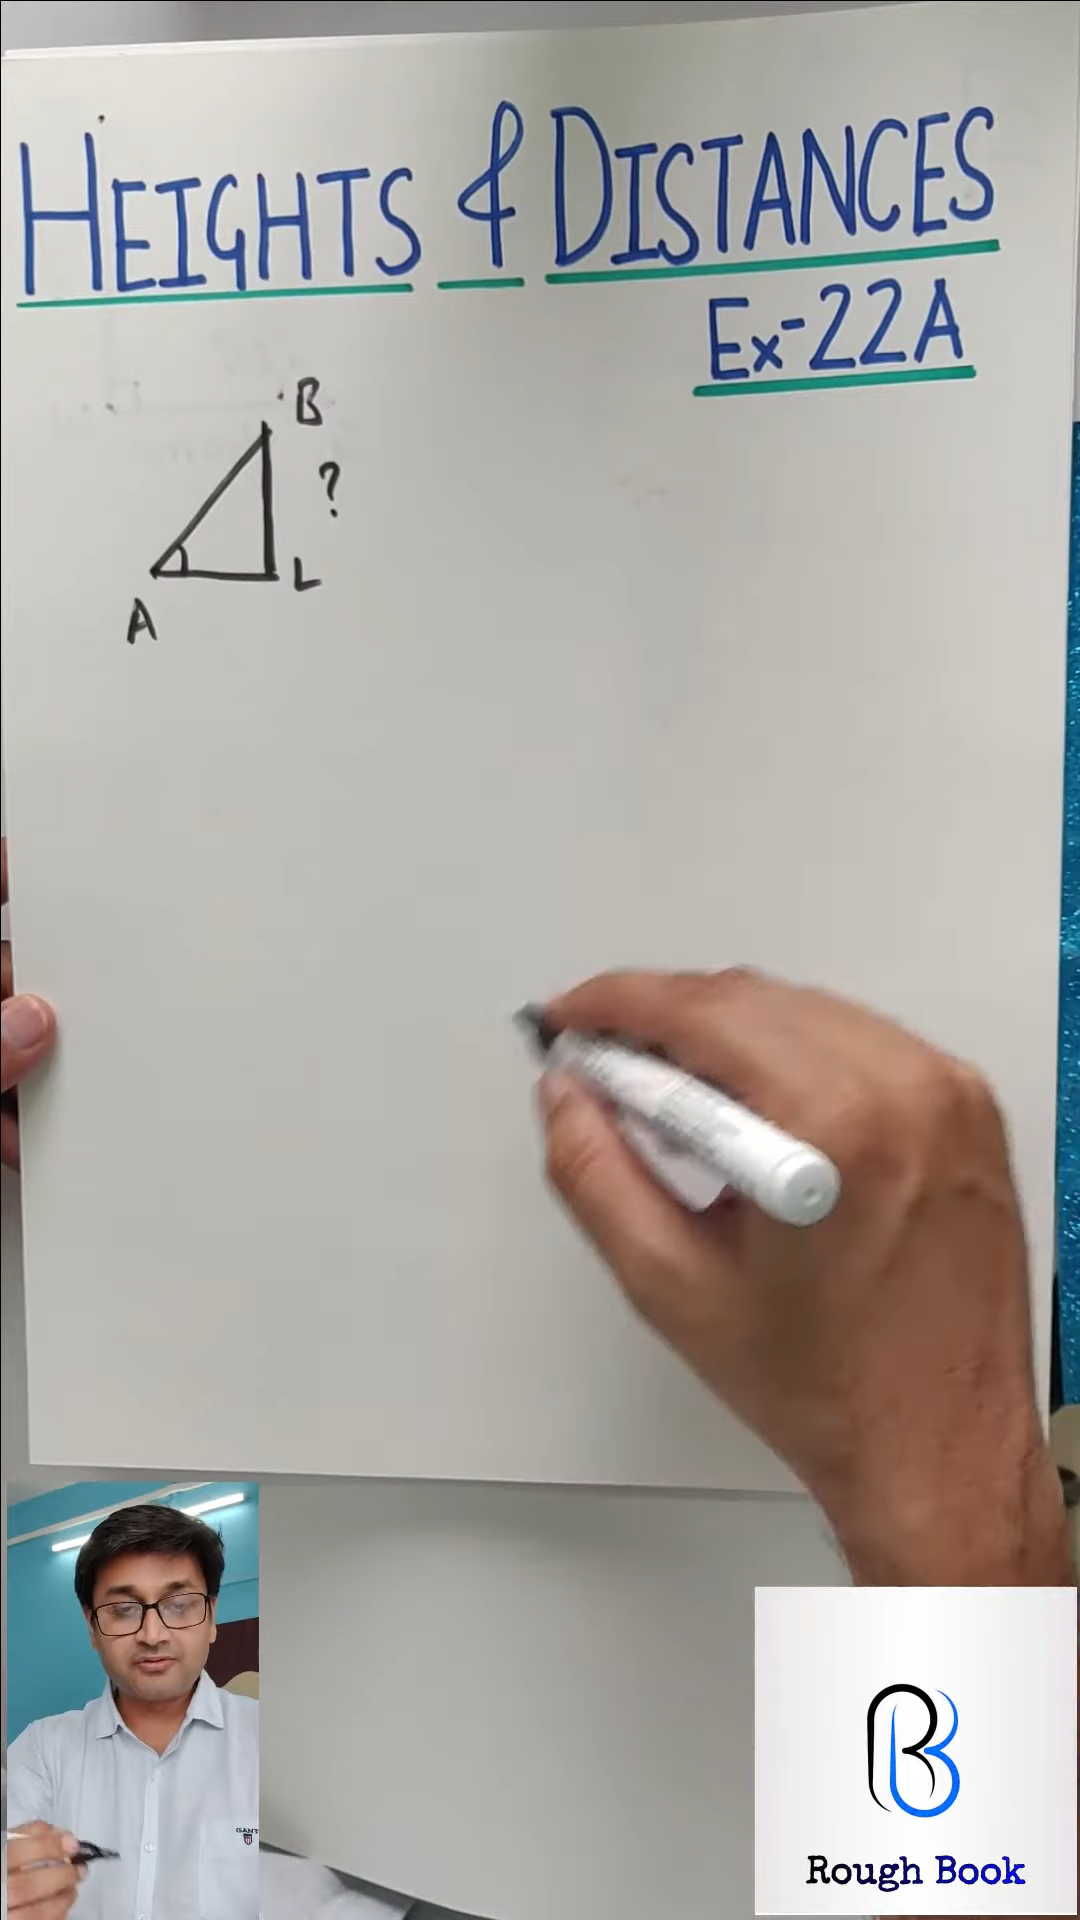 HEIGHTS & DISTANCES
Ex-22A
B
?
L
A
GANT
Rough Book